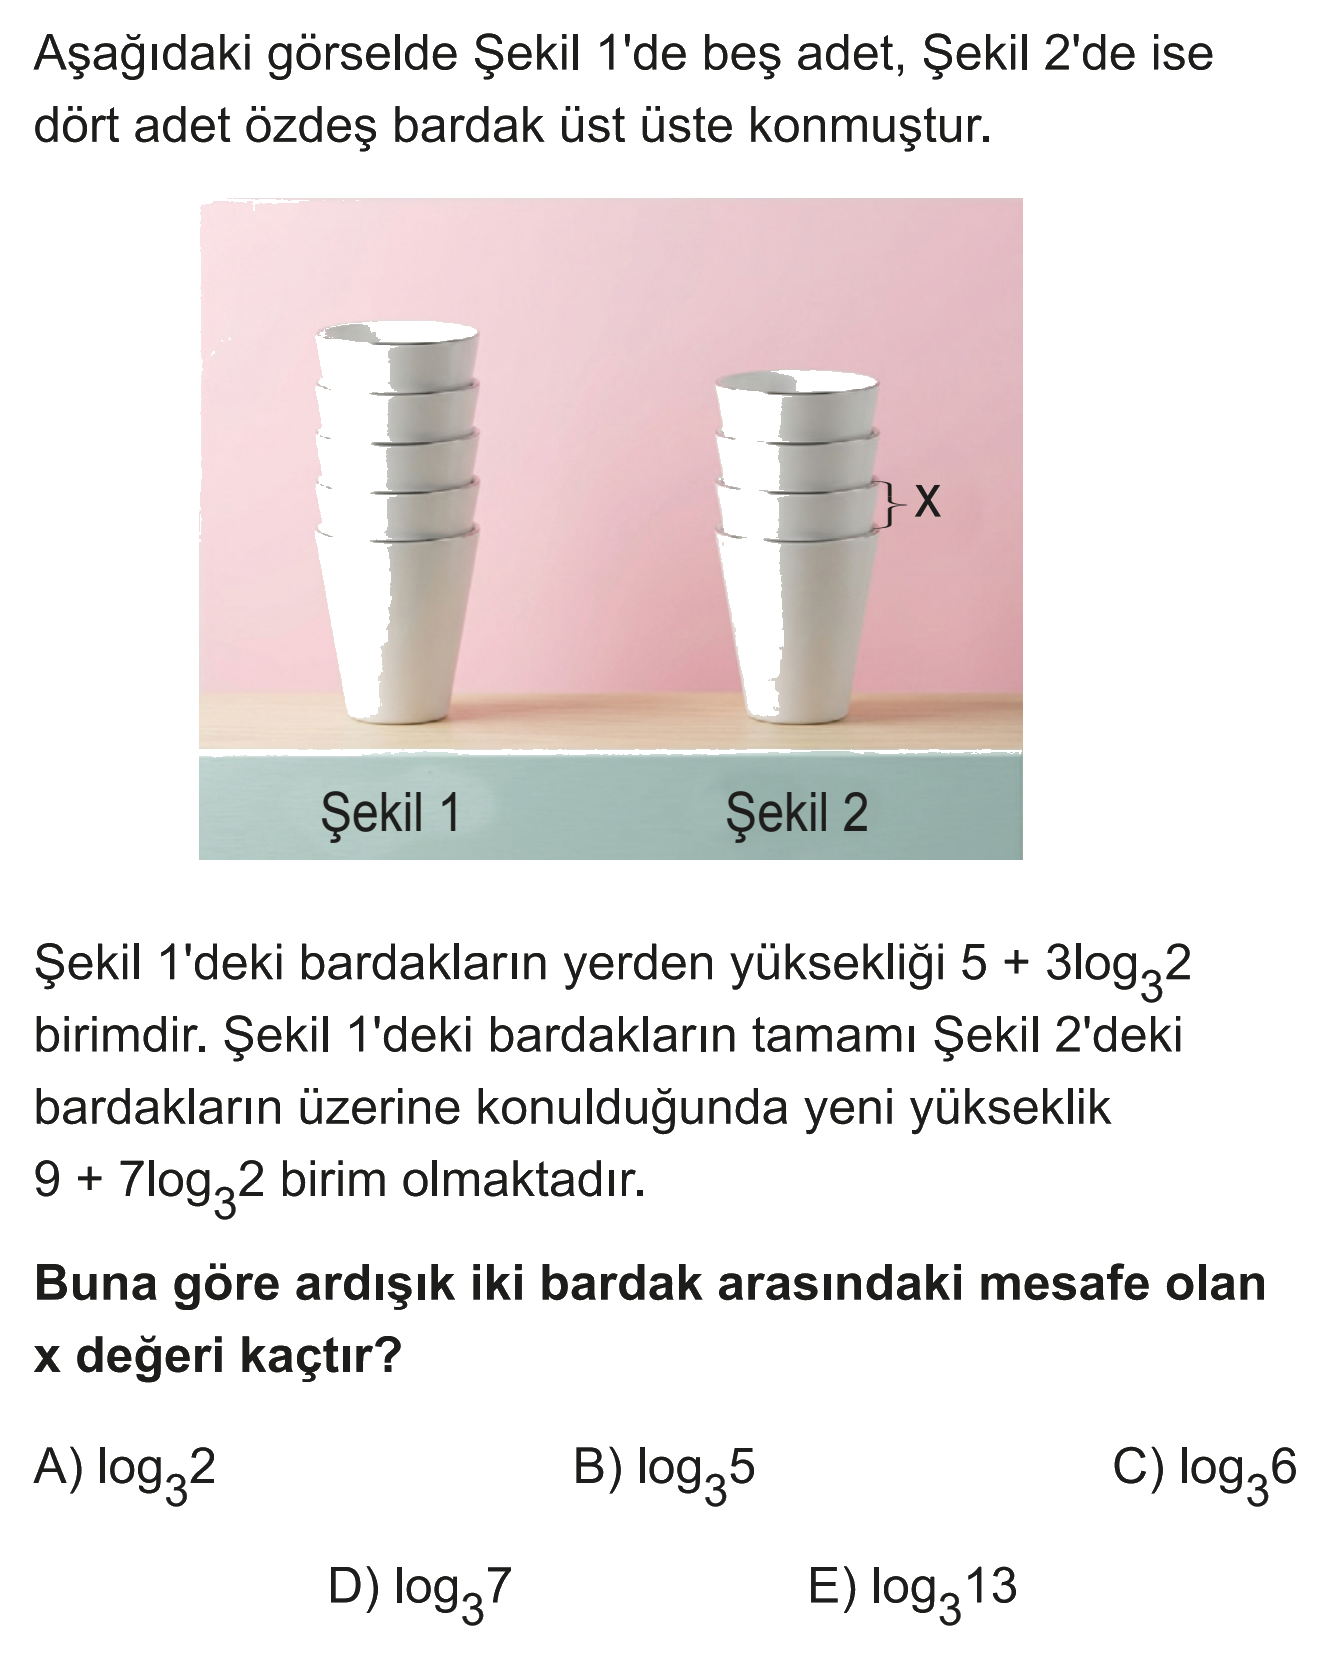 Aşağıdaki görselde Şekil 1'de beş adet, Şekil 2'de ise
dört adet özdeş bardak üst üste konmuştur.
x
Şekil 1 Şekil 2
Şekil 1'deki bardakların yerden yüksekliği 5 + 3log₃2
birimdir. Şekil 1'deki bardakların tamamı Şekil 2'deki
bardakların üzerine konulduğunda yeni yükseklik
9 + 7log₃2 birim olmaktadır.
Buna göre ardışık iki bardak arasındaki mesafe olan
x değeri kaçtır?
A) log₃2 B) log₃5 C) log₃6
D) log₃7 E) log₃13